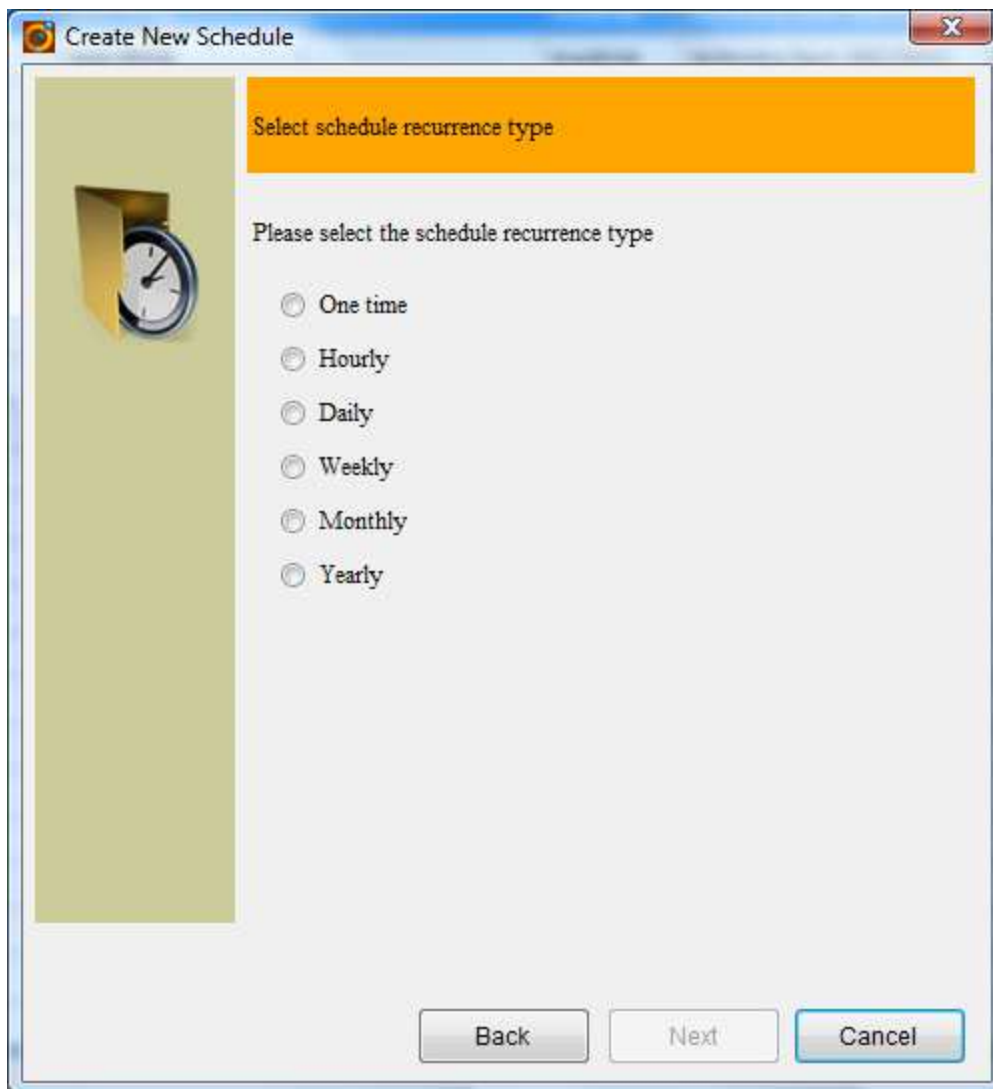 Create New Schedule
Select schedule recurrence type
Please select the schedule recurrence type
One time
Hourly
Daily
Weekly
Monthly
Yearly
Back
Next
Cancel